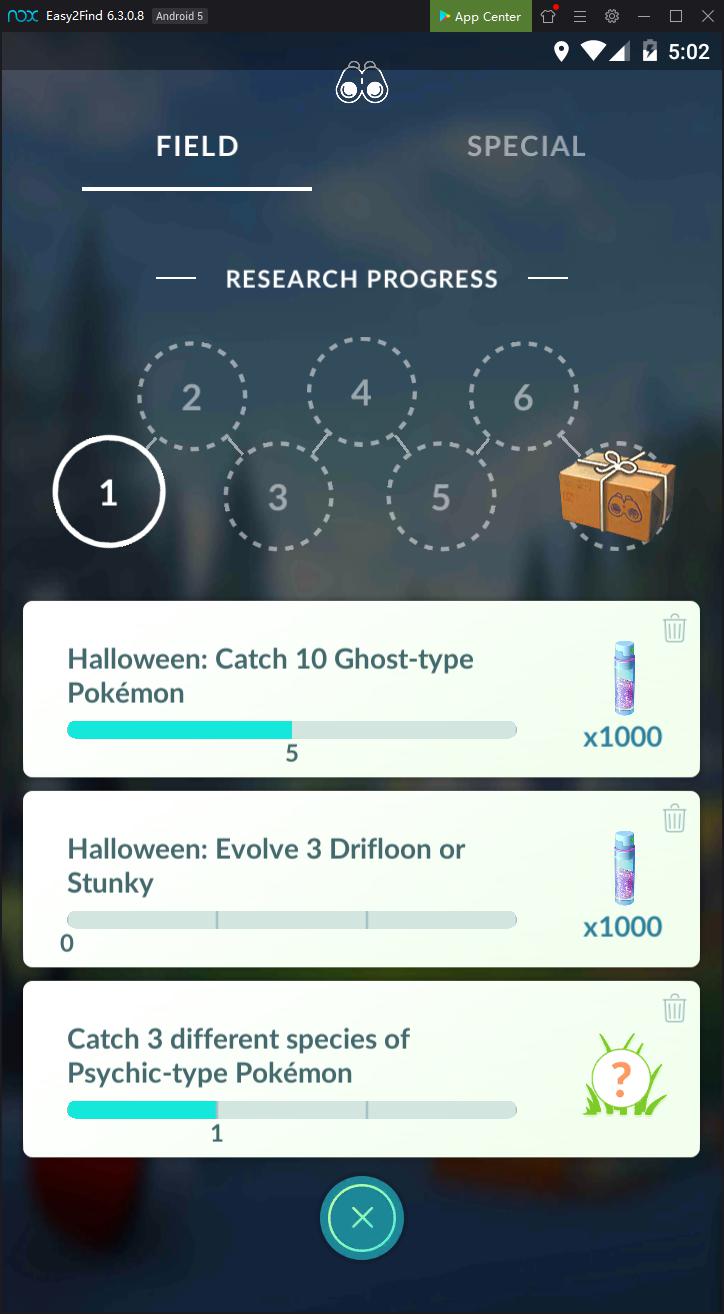 nox Easy2Find 6.3.0.8 Android 5 App Center
5:02
FIELD SPECIAL
RESEARCH PROGRESS
2 4 6
1 3 5
Halloween: Catch 10 Ghost-type
Pokémon
5
x1000
Halloween: Evolve 3 Drifloon or
Stunky
0
x1000
Catch 3 different species of
Psychic-type Pokémon
1
?